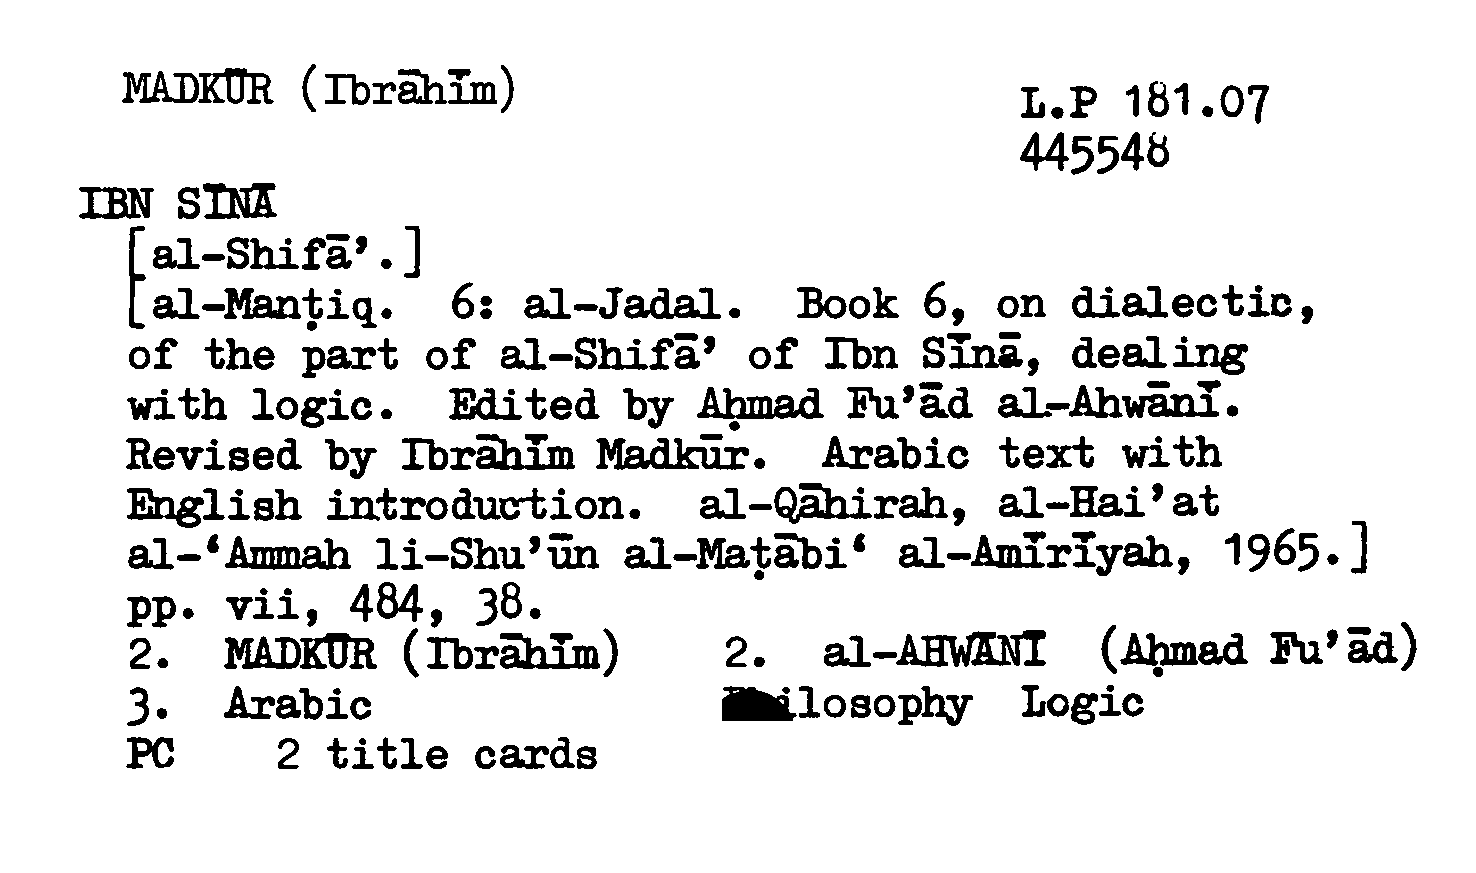 MADKŪR (Ibrāhīm)
L.P 181.07
445548
IBN SĪNĀ
[al-Shifā’.]
[al-Manṭiq. 6: al-Jadal. Book 6, on dialectic,
of the part of al-Shifā’ of Ibn Sīnā, dealing
with logic. Edited by Aḥmad Fu’ād al-Ahwānī.
Revised by Ibrāhīm Madkūr. Arabic text with
English introduction. al-Qāhirah, al-Hai’at
al-‘Ammah li-Shu’ūn al-Maṭābi‘ al-Amīrīyah, 1965.]
pp. vii, 484, 38.
2. MADKŪR (Ibrāhīm) 2. al-AHWĀNĪ (Aḥmad Fu’ād)
3. Arabic Philosophy Logic
PC 2 title cards